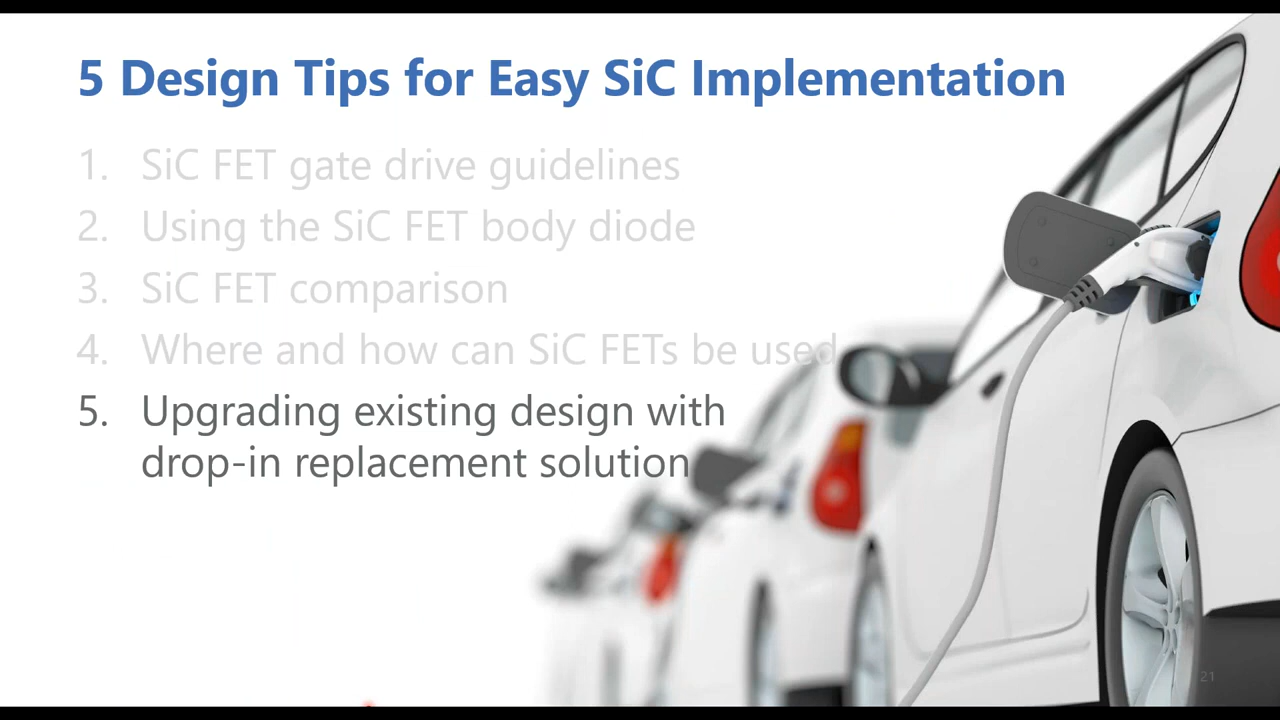 5 Design Tips for Easy SiC Implementation
1. SiC FET gate drive guidelines
2. Using the SiC FET body diode
3. SiC FET comparison
4. Where and how can SiC FETs be used
5. Upgrading existing design with
drop-in replacement solution
21